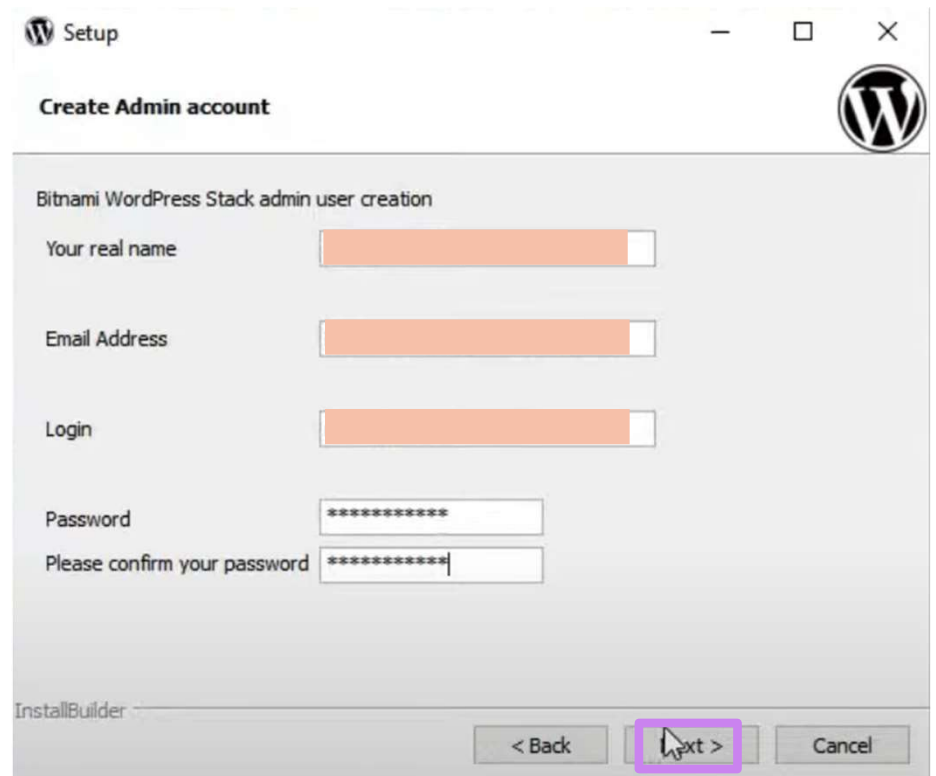 Setup
Create Admin account
Bitnami WordPress Stack admin user creation
Your real name
Email Address
Login
Password ***********
Please confirm your password ***********
InstallBuilder
< Back Next > Cancel